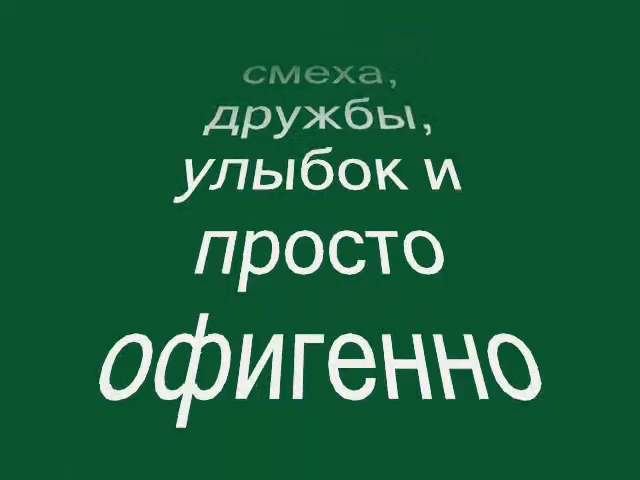 смеха,
дружбы,
улыбок и
просто
офигенно